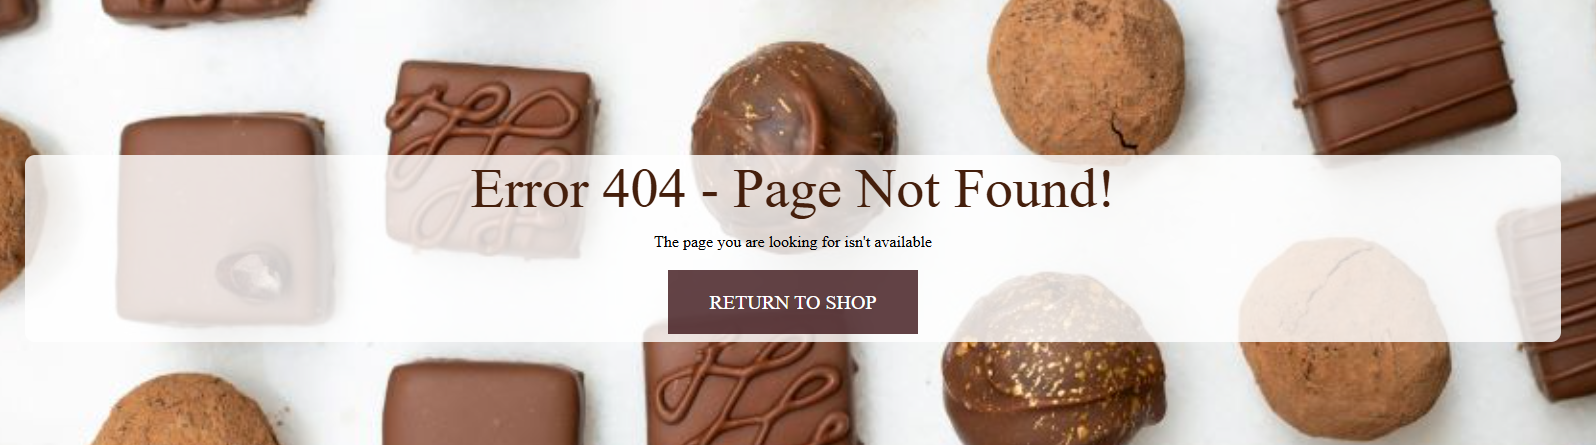 Error 404 - Page Not Found!
The page you are looking for isn't available
RETURN TO SHOP